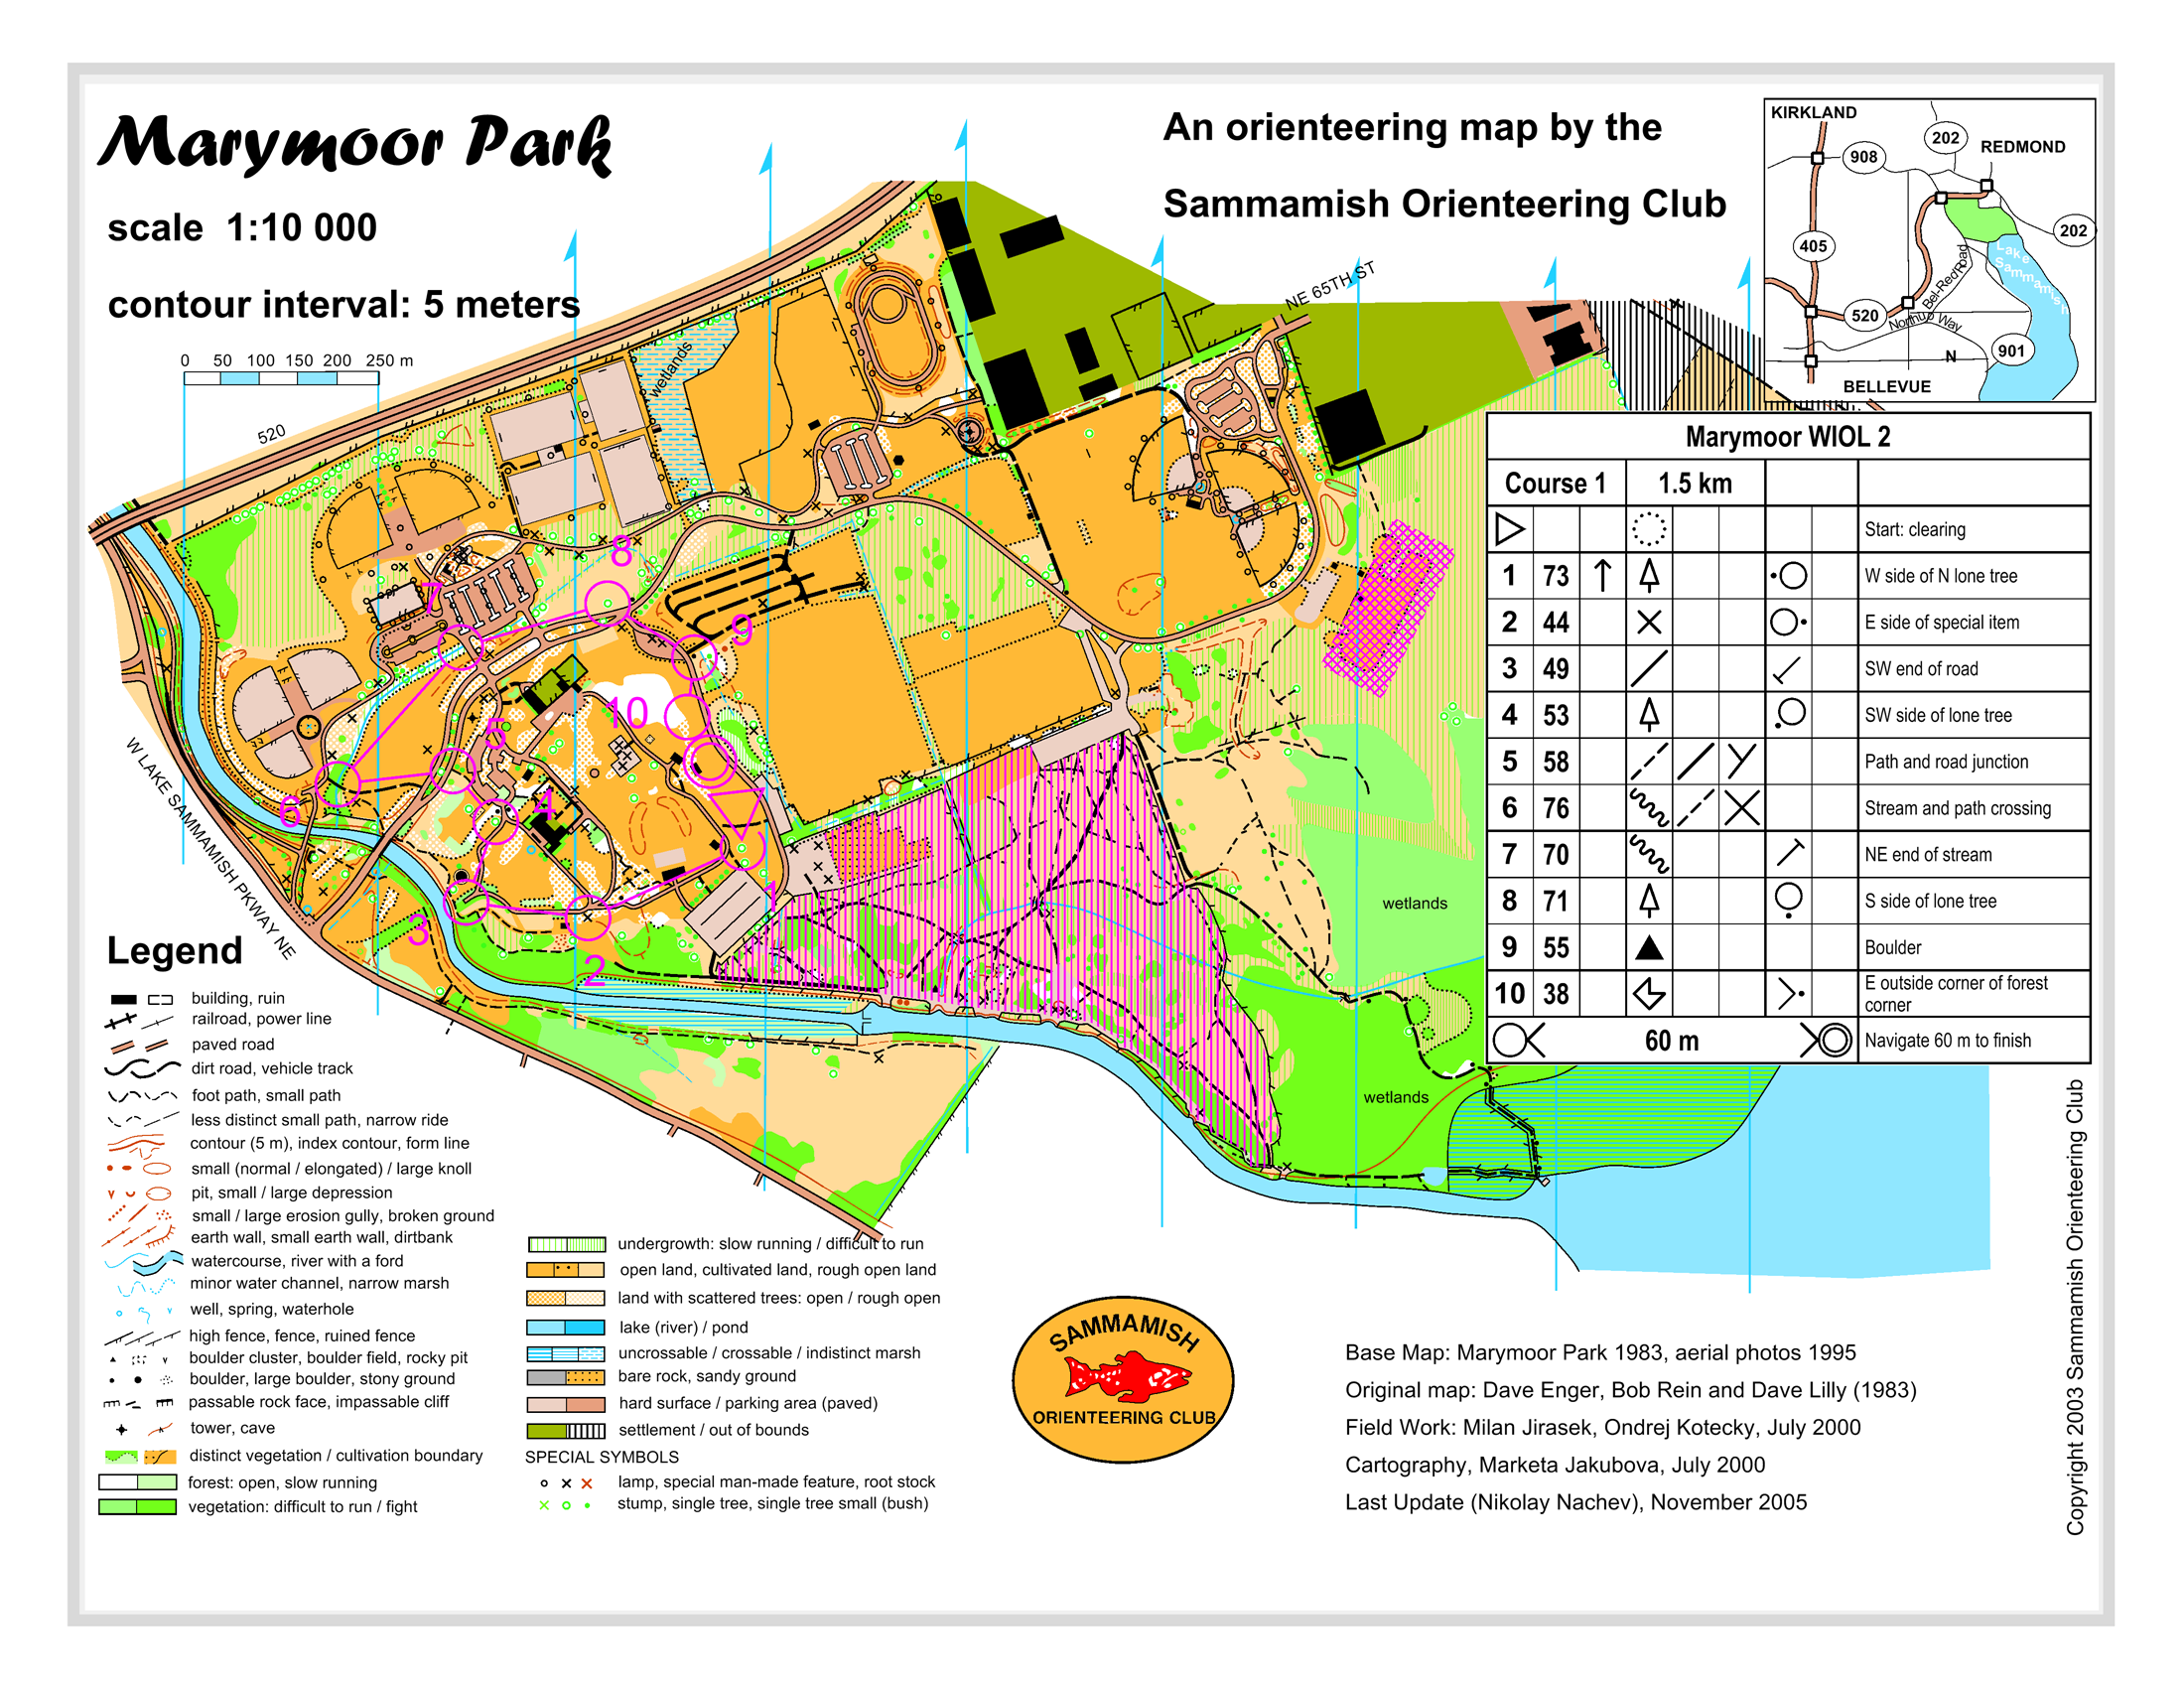 Marymoor Park
scale 1:10 000
contour interval: 5 meters
0 50 100 150 200 250 m
An orienteering map by the
Sammamish Orienteering Club
KIRKLAND
202
REDMOND
908
202
405
Lake Sammamish
Bel-Red Road
520
Northup Way
N
901
BELLEVUE
NE 65TH ST
wetlands
520
8
7
9
10
5
4
6
3
2
1
W LAKE SAMMAMISH PKWAY NE
wetlands
wetlands
Marymoor WIOL 2
Course 1 1.5 km
Start: clearing
1 73 W side of N lone tree
2 44 E side of special item
3 49 SW end of road
4 53 SW side of lone tree
5 58 Path and road junction
6 76 Stream and path crossing
7 70 NE end of stream
8 71 S side of lone tree
9 55 Boulder
10 38 E outside corner of forest
corner
60 m Navigate 60 m to finish
Legend
building, ruin
railroad, power line
paved road
dirt road, vehicle track
foot path, small path
less distinct small path, narrow ride
contour (5 m), index contour, form line
small (normal / elongated) / large knoll
pit, small / large depression
small / large erosion gully, broken ground
earth wall, small earth wall, dirtbank
watercourse, river with a ford
minor water channel, narrow marsh
well, spring, waterhole
high fence, fence, ruined fence
boulder cluster, boulder field, rocky pit
boulder, large boulder, stony ground
passable rock face, impassable cliff
tower, cave
distinct vegetation / cultivation boundary
forest: open, slow running
vegetation: difficult to run / fight
undergrowth: slow running / difficult to run
open land, cultivated land, rough open land
land with scattered trees: open / rough open
lake (river) / pond
uncrossable / crossable / indistinct marsh
bare rock, sandy ground
hard surface / parking area (paved)
settlement / out of bounds
SPECIAL SYMBOLS
lamp, special man-made feature, root stock
stump, single tree, single tree small (bush)
SAMMAMISH
ORIENTEERING CLUB
Base Map: Marymoor Park 1983, aerial photos 1995
Original map: Dave Enger, Bob Rein and Dave Lilly (1983)
Field Work: Milan Jirasek, Ondrej Kotecky, July 2000
Cartography, Marketa Jakubova, July 2000
Last Update (Nikolay Nachev), November 2005
Copyright 2003 Sammamish Orienteering Club